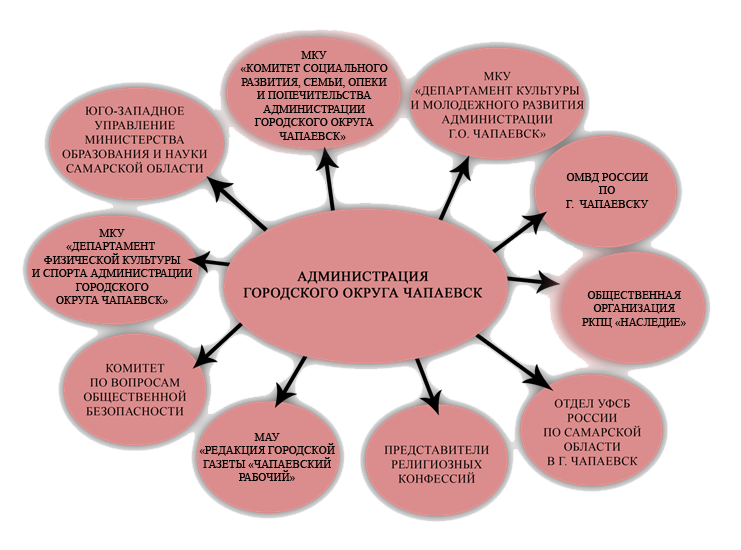 МКУ
«КОМИТЕТ СОЦИАЛЬНОГО
РАЗВИТИЯ, СЕМЬИ, ОПЕКИ
И ПОПЕЧИТЕЛЬСТВА
АДМИНИСТРАЦИИ
ГОРОДСКОГО ОКРУГА
ЧАПАЕВСК»
МКУ
«ДЕПАРТАМЕНТ КУЛЬТУРЫ
И МОЛОДЕЖНОГО РАЗВИТИЯ
АДМИНИСТРАЦИИ
Г.О. ЧАПАЕВСК»
ЮГО-ЗАПАДНОЕ
УПРАВЛЕНИЕ
МИНИСТЕРСТВА
ОБРАЗОВАНИЯ И НАУКИ
САМАРСКОЙ ОБЛАСТИ
ОМВД РОССИИ
ПО
Г. ЧАПАЕВСКУ
МКУ
«ДЕПАРТАМЕНТ
ФИЗИЧЕСКОЙ КУЛЬТУРЫ
И СПОРТА АДМИНИСТРАЦИИ
ГОРОДСКОГО
ОКРУГА ЧАПАЕВСК»
АДМИНИСТРАЦИЯ
ГОРОДСКОГО ОКРУГА ЧАПАЕВСК
ОБЩЕСТВЕННАЯ
ОРГАНИЗАЦИЯ
РКПЦ «НАСЛЕДИЕ»
КОМИТЕТ
ПО ВОПРОСАМ
ОБЩЕСТВЕННОЙ
БЕЗОПАСНОСТИ
МАУ
«РЕДАКЦИЯ ГОРОДСКОЙ
ГАЗЕТЫ «ЧАПАЕВСКИЙ
РАБОЧИЙ»
ПРЕДСТАВИТЕЛИ
РЕЛИГИОЗНЫХ
КОНФЕССИЙ
ОТДЕЛ УФСБ
РОССИИ
ПО САМАРСКОЙ
ОБЛАСТИ
В Г. ЧАПАЕВСК